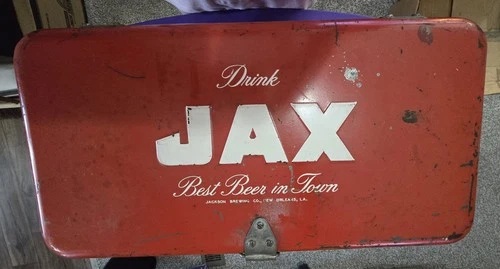 Drink
JAX
Best Beer in Town
JACKSON BREWING CO., NEW ORLEANS, LA.